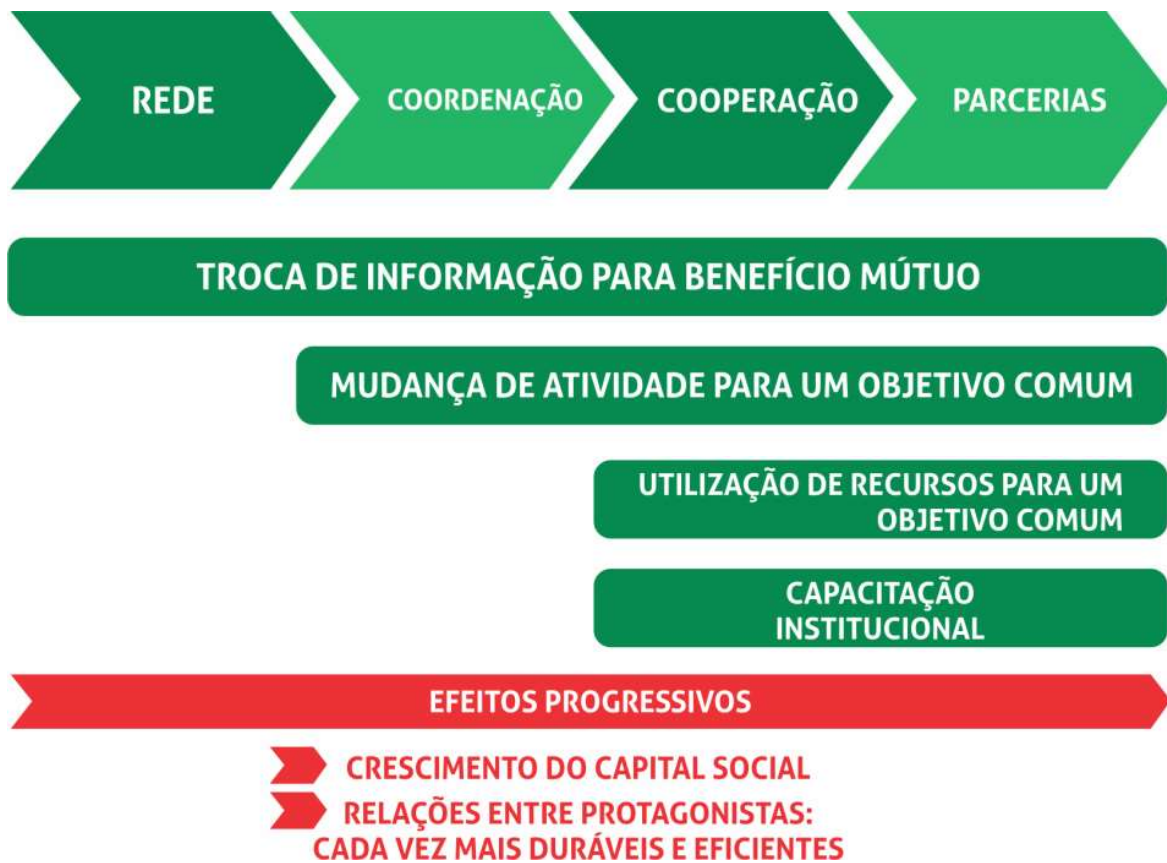 REDE
COORDENAÇÃO
COOPERAÇÃO
PARCERIAS
TROCA DE INFORMAÇÃO PARA BENEFÍCIO MÚTUO
MUDANÇA DE ATIVIDADE PARA UM OBJETIVO COMUM
UTILIZAÇÃO DE RECURSOS PARA UM
OBJETIVO COMUM
CAPACITAÇÃO
INSTITUCIONAL
EFEITOS PROGRESSIVOS
CRESCIMENTO DO CAPITAL SOCIAL
RELAÇÕES ENTRE PROTAGONISTAS:
CADA VEZ MAIS DURÁVEIS E EFICIENTES